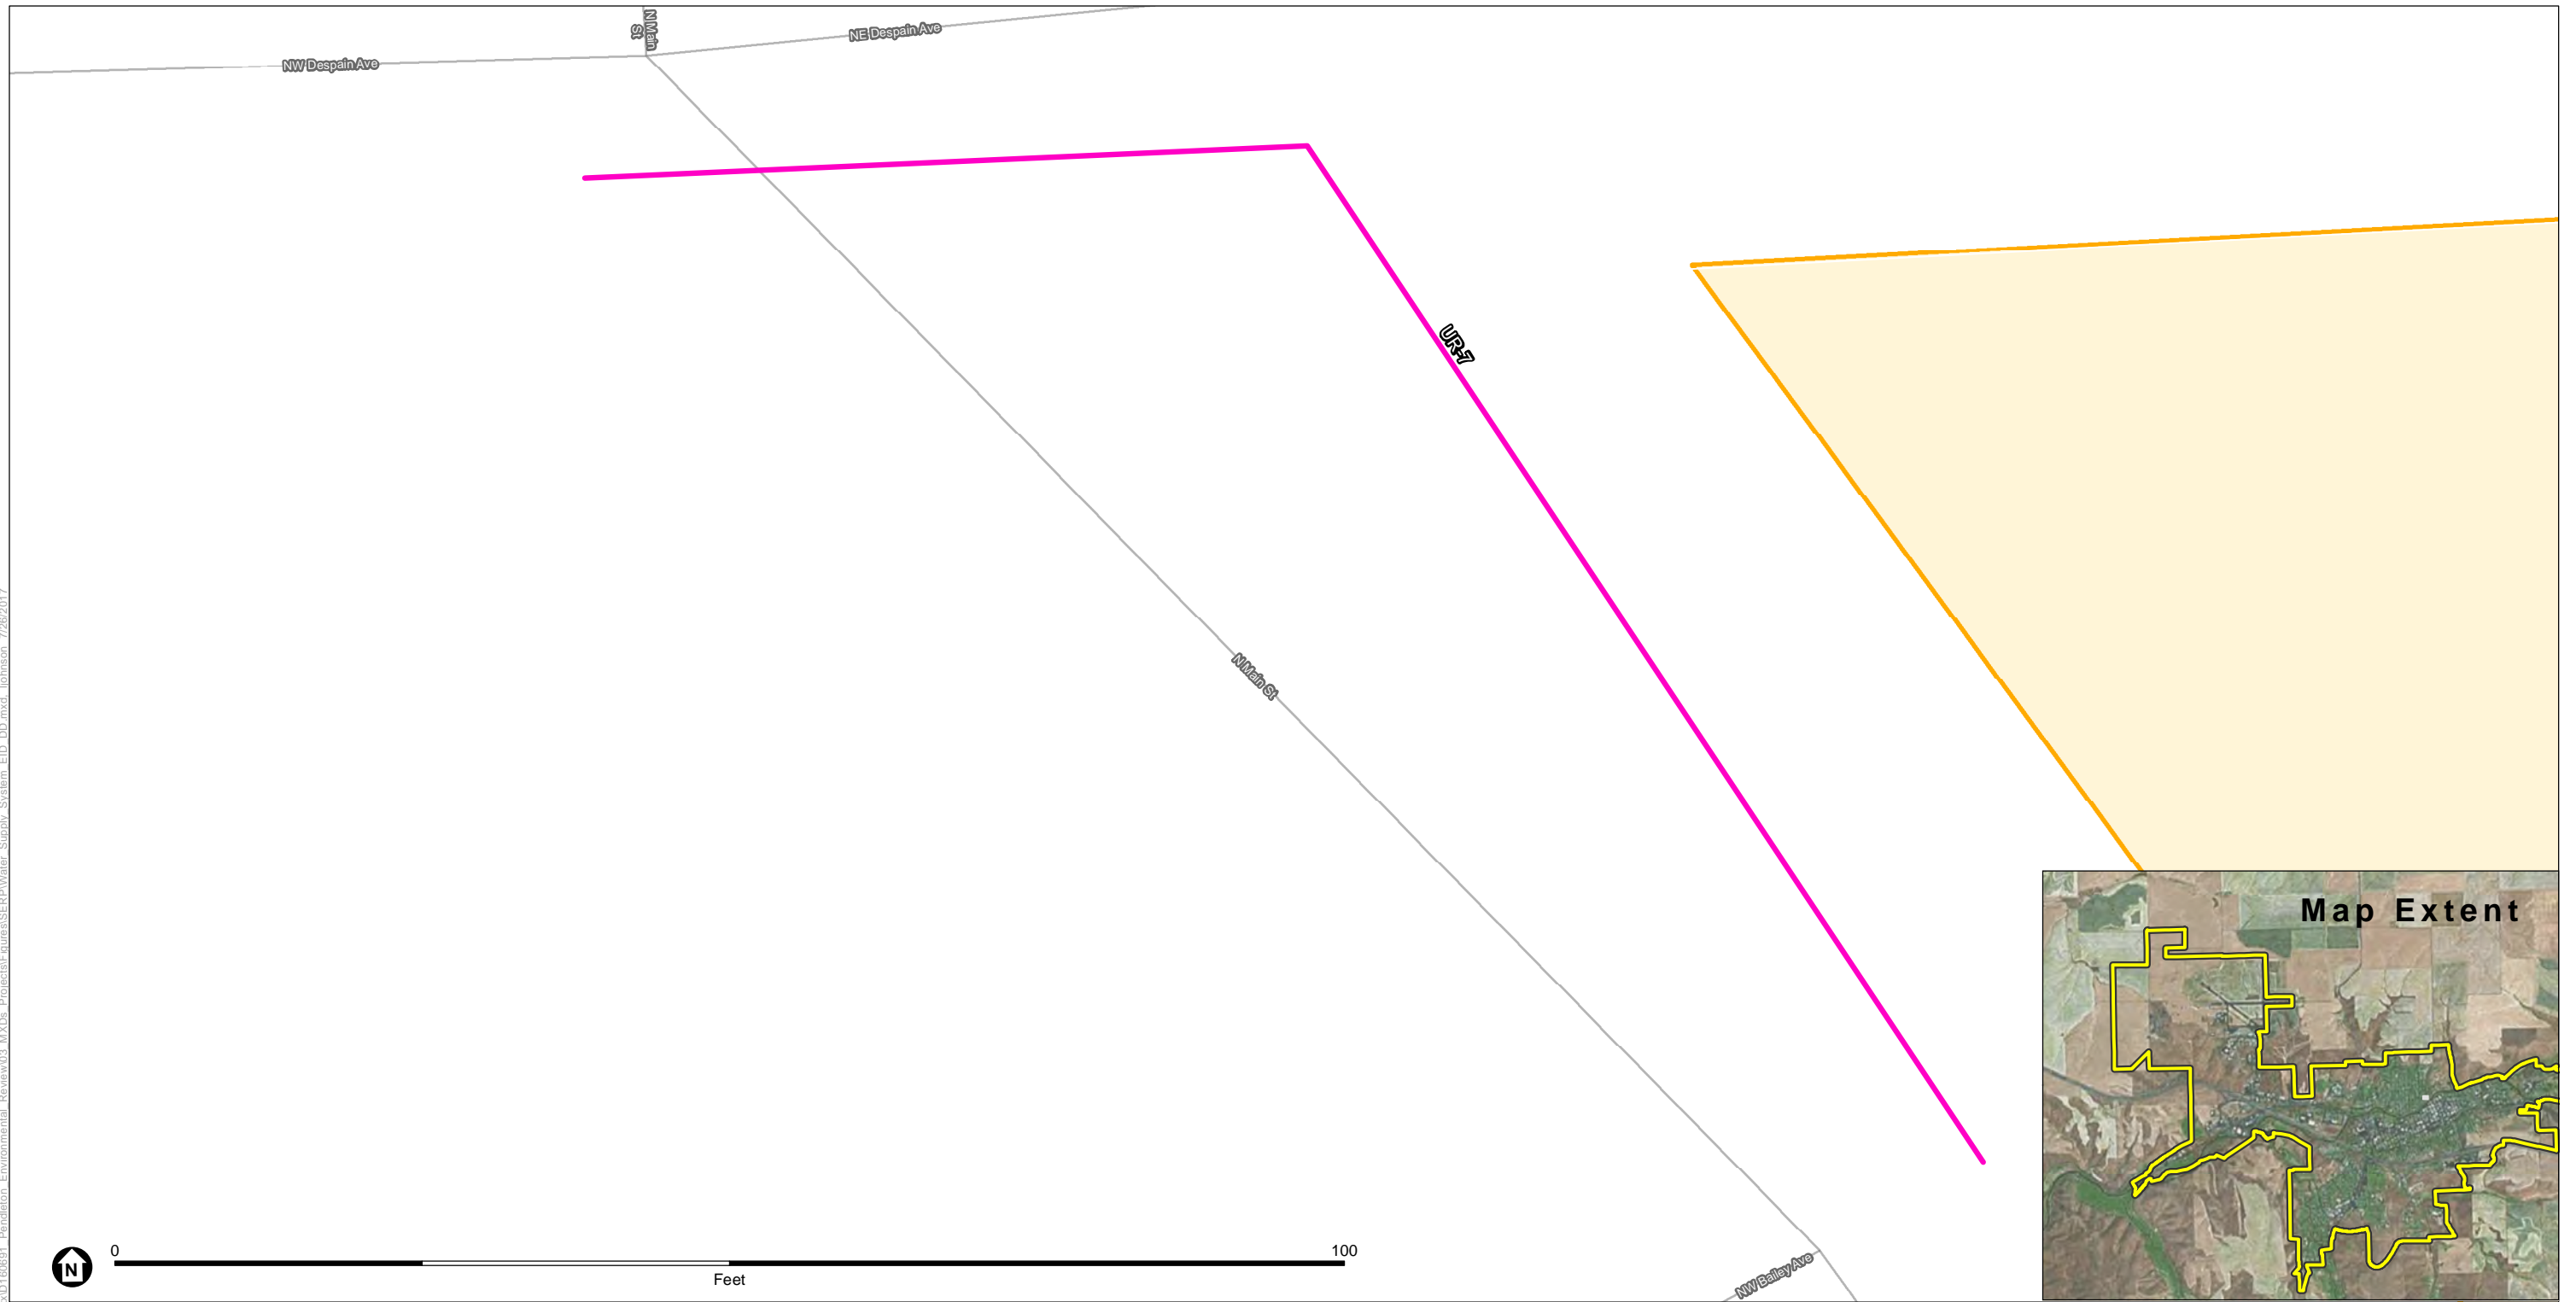 N Main
St
NE Despain Ave
NW Despain Ave
UR-7
N Main St
Map Extent
0
100
Feet
N
NW Bailey Ave